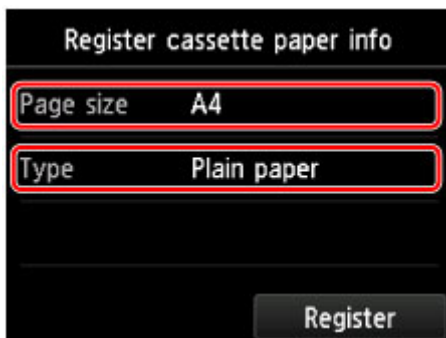 Register cassette paper info
Page size A4
Type Plain paper
Register